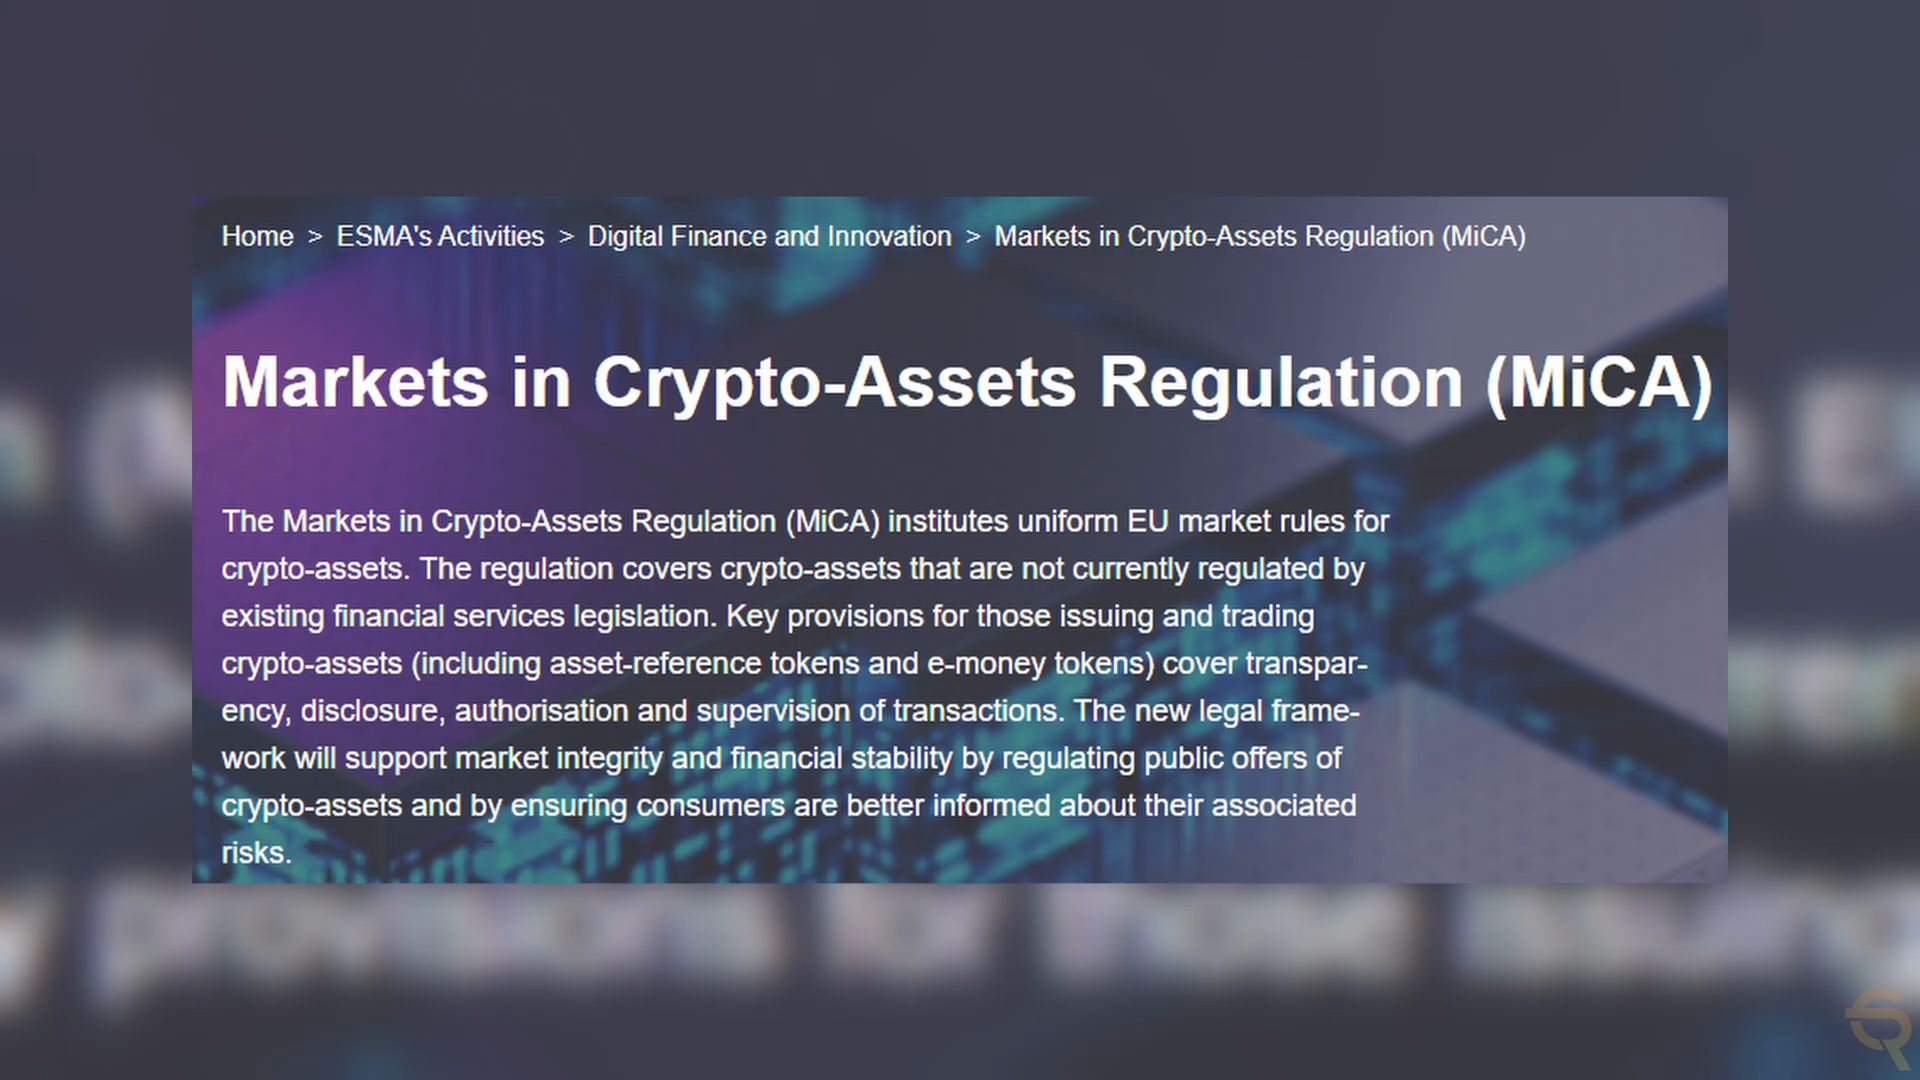 Home > ESMA's Activities > Digital Finance and Innovation > Markets in Crypto-Assets Regulation (MiCA)
Markets in Crypto-Assets Regulation (MiCA)
The Markets in Crypto-Assets Regulation (MiCA) institutes uniform EU market rules for
crypto-assets. The regulation covers crypto-assets that are not currently regulated by
existing financial services legislation. Key provisions for those issuing and trading
crypto-assets (including asset-reference tokens and e-money tokens) cover transpar-
ency, disclosure, authorisation and supervision of transactions. The new legal frame-
work will support market integrity and financial stability by regulating public offers of
crypto-assets and by ensuring consumers are better informed about their associated
risks.